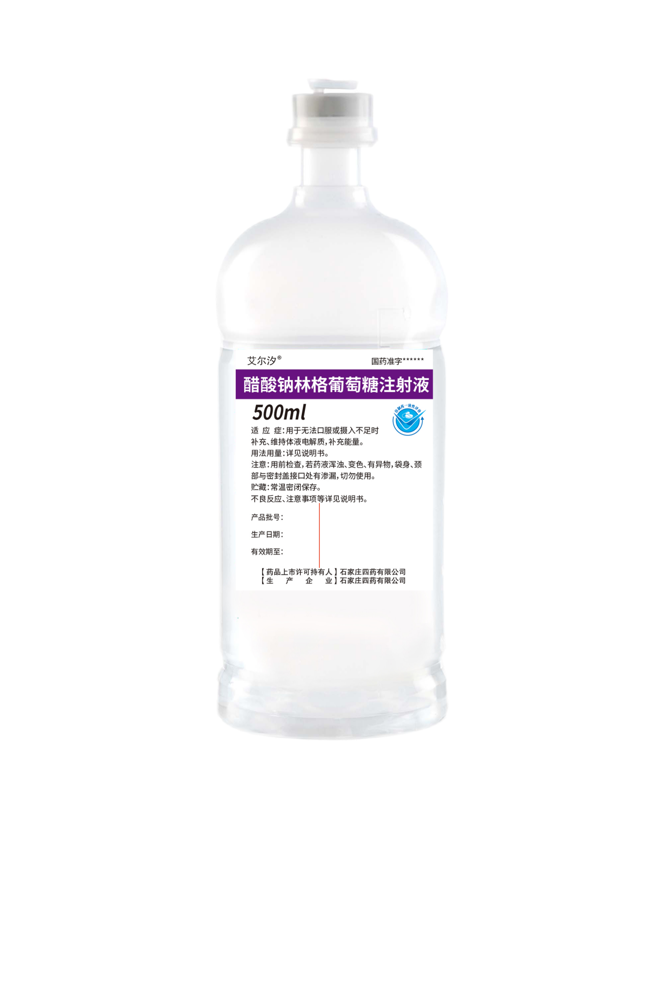 艾尔汐®
国药准字******
醋酸钠林格葡萄糖注射液
500ml
仿制药一致性评价
适 应 症：用于无法口服或摄入不足时
补充、维持体液电解质，补充能量。
用法用量：详见说明书。
注意：用前检查，若药液浑浊、变色、有异物，袋身、颈
部与密封盖接口处有渗漏，切勿使用。
贮藏：常温密闭保存。
不良反应、注意事项等详见说明书。
产品批号：
生产日期：
有效期至：
【药品上市许可持有人】石家庄四药有限公司
【生 产 企 业】石家庄四药有限公司